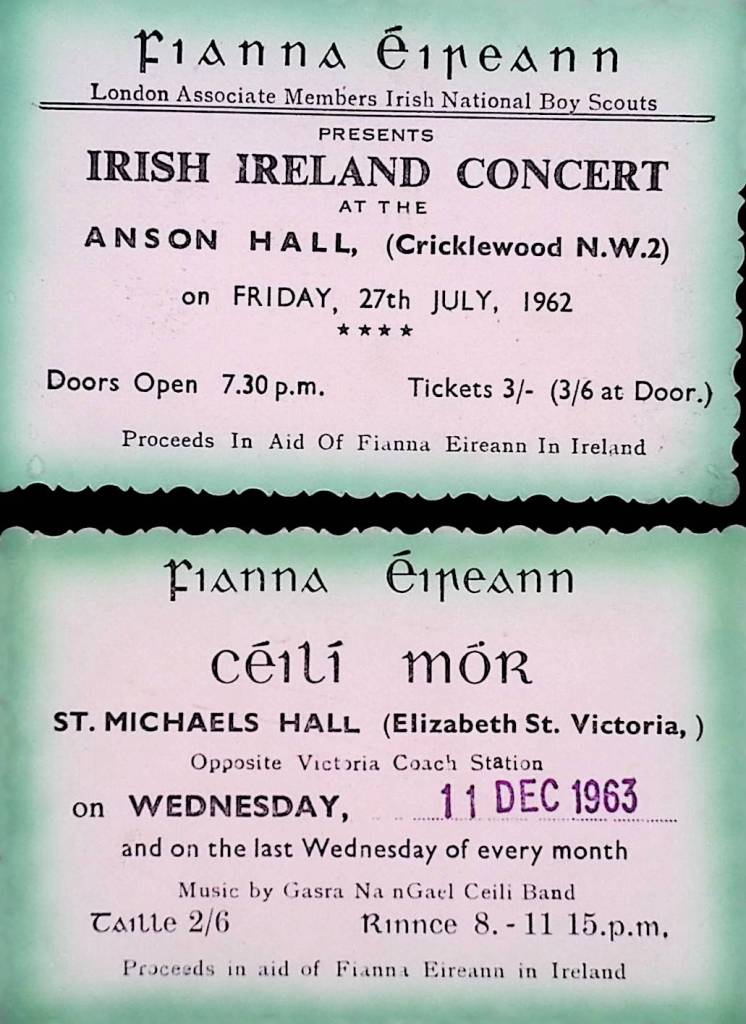 Fianna Éireann
London Associate Members Irish National Boy Scouts
PRESENTS
IRISH IRELAND CONCERT
AT THE
ANSON HALL, (Cricklewood N.W.2)
on FRIDAY, 27th JULY, 1962
★★★★
Doors Open 7.30 p.m. Tickets 3/- (3/6 at Door.)
Proceeds In Aid Of Fianna Eireann In Ireland
Fianna Éireann
Céilí Mór
ST. MICHAELS HALL (Elizabeth St. Victoria, )
Opposite Victoria Coach Station
on WEDNESDAY, 11 DEC 1963
and on the last Wednesday of every month
Music by Gasra Na nGael Ceili Band
Taille 2/6 Rinnce 8. - 11 15.p.m.
Proceeds in aid of Fianna Eireann in Ireland